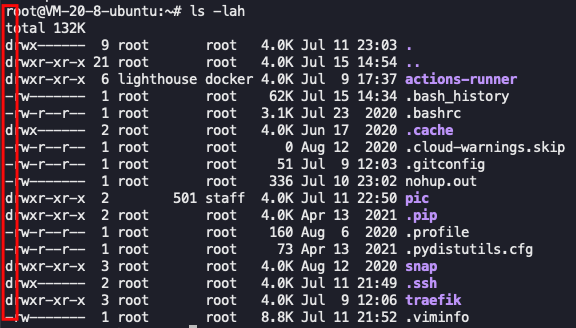 root@VM-20-8-ubuntu:~# ls -lah
total 132K
drwx------  9 root       root   4.0K Jul 11 23:03 .
drwxr-xr-x 21 root       root   4.0K Jul 15 14:54 ..
drwxr-xr-x  6 lighthouse docker 4.0K Jul  9 17:37 actions-runner
-rw-------  1 root       root    62K Jul 15 14:34 .bash_history
-rw-r--r--  1 root       root   3.1K Jul 23  2020 .bashrc
drwx------  2 root       root   4.0K Jun 17  2020 .cache
-rw-r--r--  1 root       root      0 Aug 12  2020 .cloud-warnings.skip
-rw-r--r--  1 root       root     51 Jul  9 12:03 .gitconfig
-rw-------  1 root       root    336 Jul 10 23:02 nohup.out
drwxr-xr-x  2        501 staff  4.0K Jul 11 22:50 pic
drwxr-xr-x  2 root       root   4.0K Apr 13  2021 .pip
-rw-r--r--  1 root       root    160 Aug  6  2020 .profile
-rw-r--r--  1 root       root     73 Apr 13  2021 .pydistutils.cfg
drwxr-xr-x  3 root       root   4.0K Aug 12  2020 snap
drwx------  2 root       root   4.0K Jul 11 21:49 .ssh
drwxr-xr-x  3 root       root   4.0K Jul  9 12:06 traefik
-rw-------  1 root       root   8.8K Jul 11 21:52 .viminfo